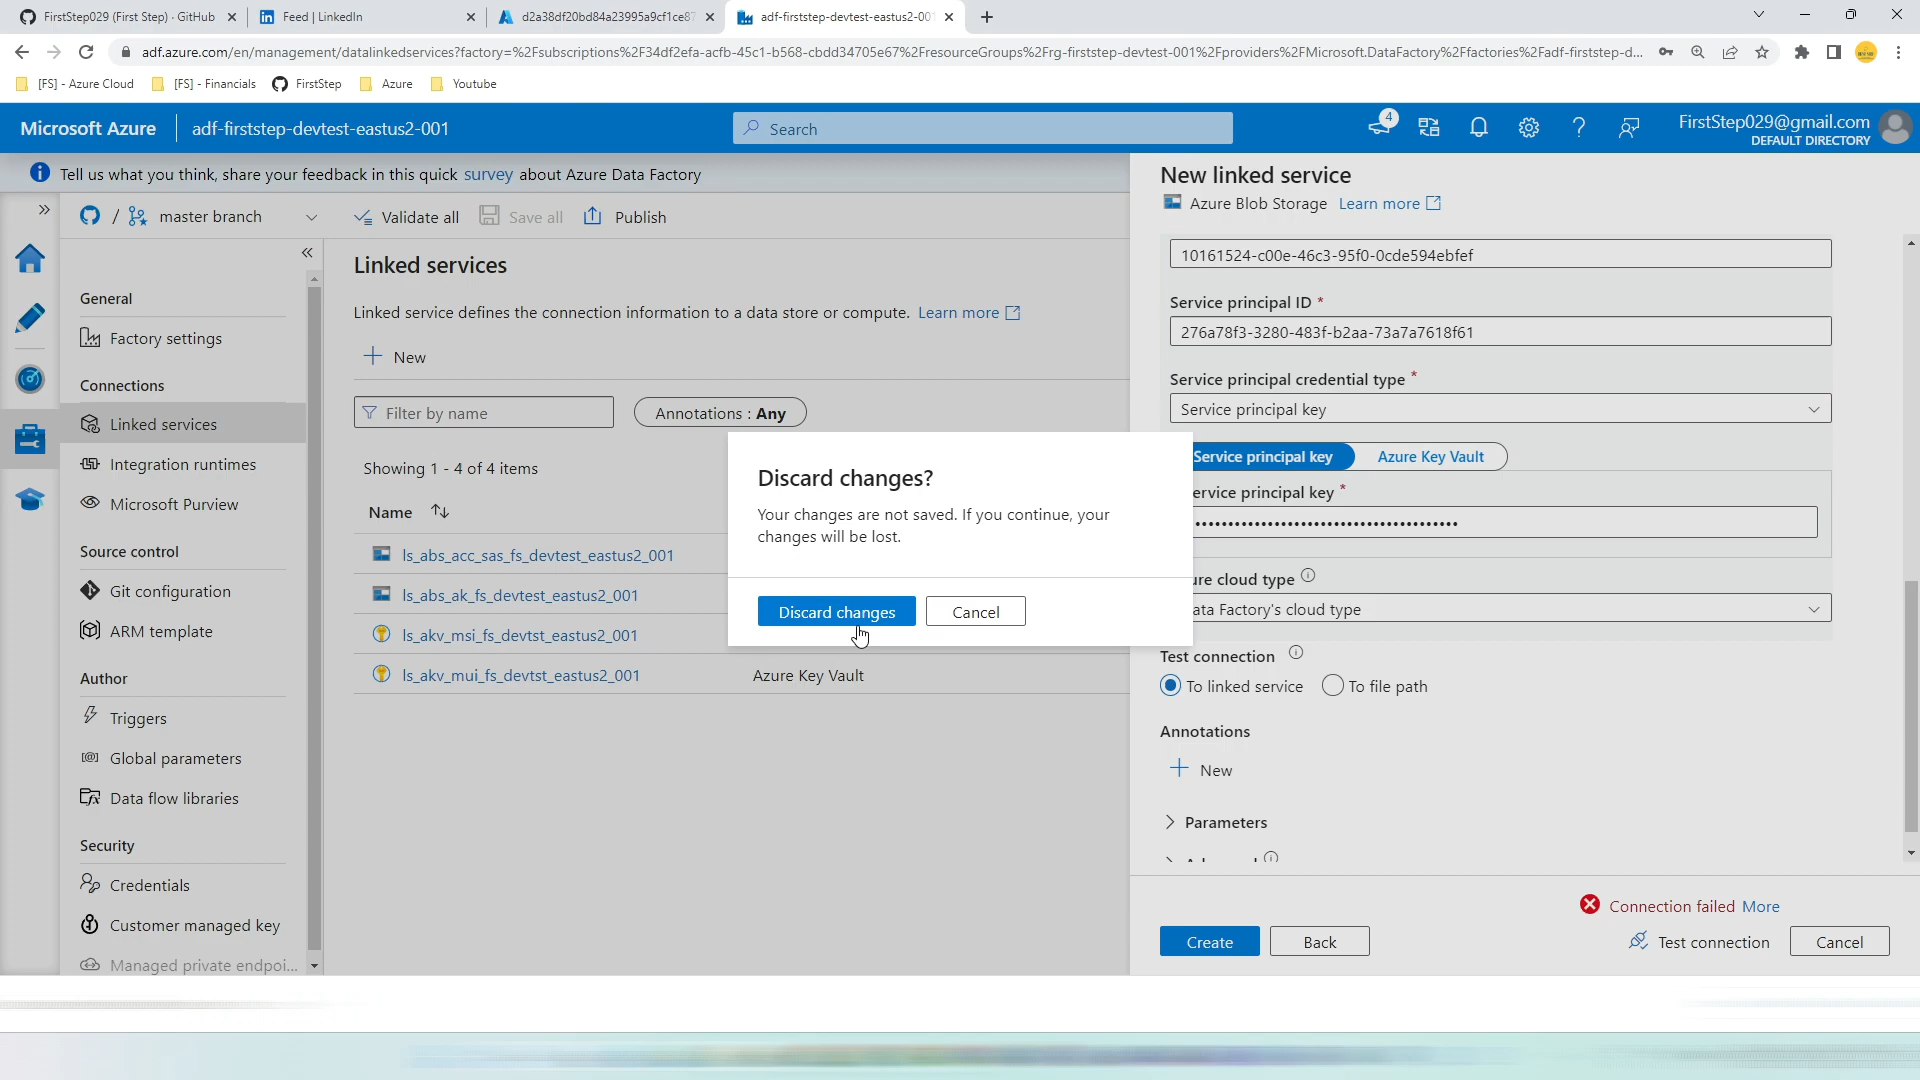 FirstStep029 (First Step) · GitHub
Feed | LinkedIn
d2a38df20bd84a23995a9cf1ce87
adf-firststep-devtest-eastus2-001
adf.azure.com/en/management/datalinkedservices?factory=%2Fsubscriptions%2F34df2efa-acfb-45c1-b568-cbdd34705e67%2FresourceGroups%2Frg-firststep-devtest-001%2Fproviders%2FMicrosoft.DataFactory%2Ffactories%2Fadf-firststep-d...
[FS] - Azure Cloud
[FS] - Financials
FirstStep
Azure
Youtube
Microsoft Azure
adf-firststep-devtest-eastus2-001
Search
4
FirstStep029@gmail.com
DEFAULT DIRECTORY
Tell us what you think, share your feedback in this quick survey about Azure Data Factory
/ master branch
Validate all
Save all
Publish
General
Factory settings
Connections
Linked services
Integration runtimes
Microsoft Purview
Source control
Git configuration
ARM template
Author
Triggers
Global parameters
Data flow libraries
Security
Credentials
Customer managed key
Managed private endpoi...
Linked services
Linked service defines the connection information to a data store or compute. Learn more
New
Filter by name
Annotations : Any
Showing 1 - 4 of 4 items
Name
ls_abs_acc_sas_fs_devtest_eastus2_001
ls_abs_ak_fs_devtest_eastus2_001
ls_akv_msi_fs_devtst_eastus2_001
ls_akv_mui_fs_devtst_eastus2_001
Azure Key Vault
Discard changes?
Your changes are not saved. If you continue, your
changes will be lost.
Discard changes
Cancel
New linked service
Azure Blob Storage Learn more
10161524-c00e-46c3-95f0-0cde594ebfef
Service principal ID *
276a78f3-3280-483f-b2aa-73a7a7618f61
Service principal credential type *
Service principal key
Service principal key
Azure Key Vault
ervice principal key *
••••••••••••••••••••••••••••••••••••••••
ure cloud type
ata Factory's cloud type
Test connection
To linked service
To file path
Annotations
New
Parameters
Connection failed More
Create
Back
Test connection
Cancel